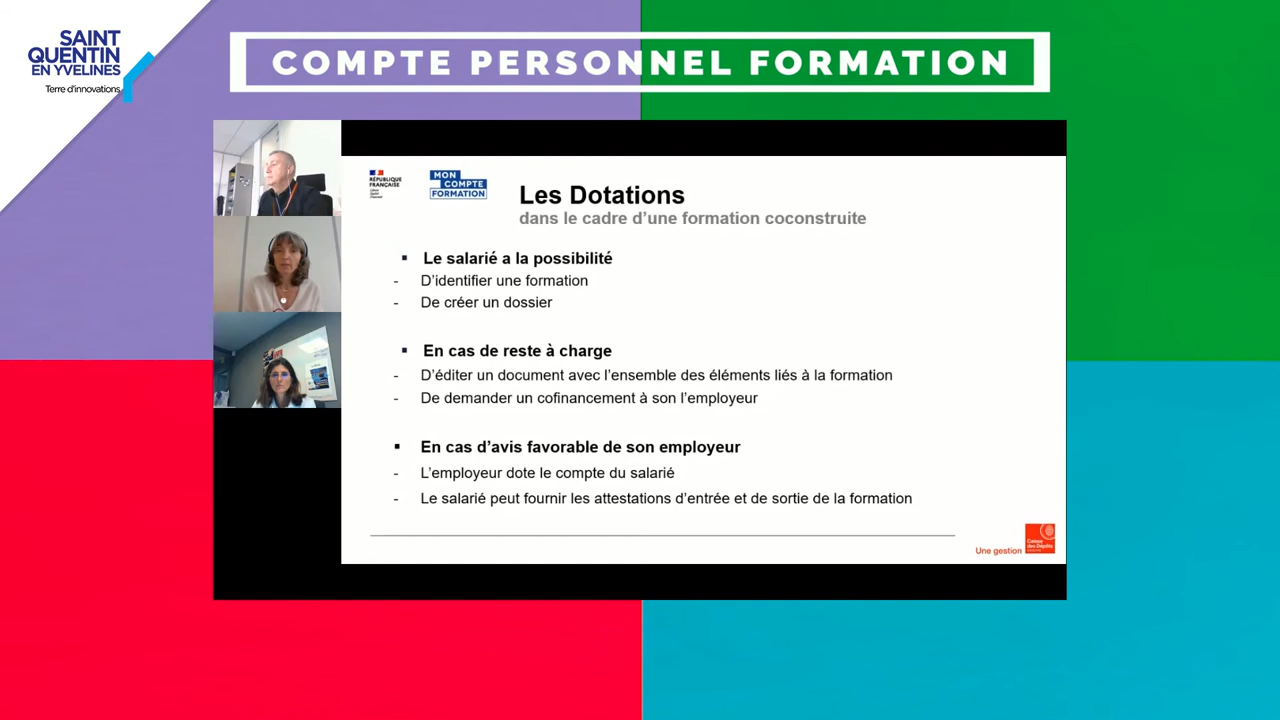 SAINT
QUENTIN
EN YVELINES
Terre d'innovations
COMPTE PERSONNEL FORMATION
RÉPUBLIQUE
FRANÇAISE
MON
COMPTE
FORMATION
Les Dotations
dans le cadre d'une formation coconstruite
▪ Le salarié a la possibilité
- D'identifier une formation
- De créer un dossier
▪ En cas de reste à charge
- D'éditer un document avec l'ensemble des éléments liés à la formation
- De demander un cofinancement à son l'employeur
▪ En cas d'avis favorable de son employeur
- L'employeur dote le compte du salarié
- Le salarié peut fournir les attestations d'entrée et de sortie de la formation
Une gestion
Caisse
des Dépôts